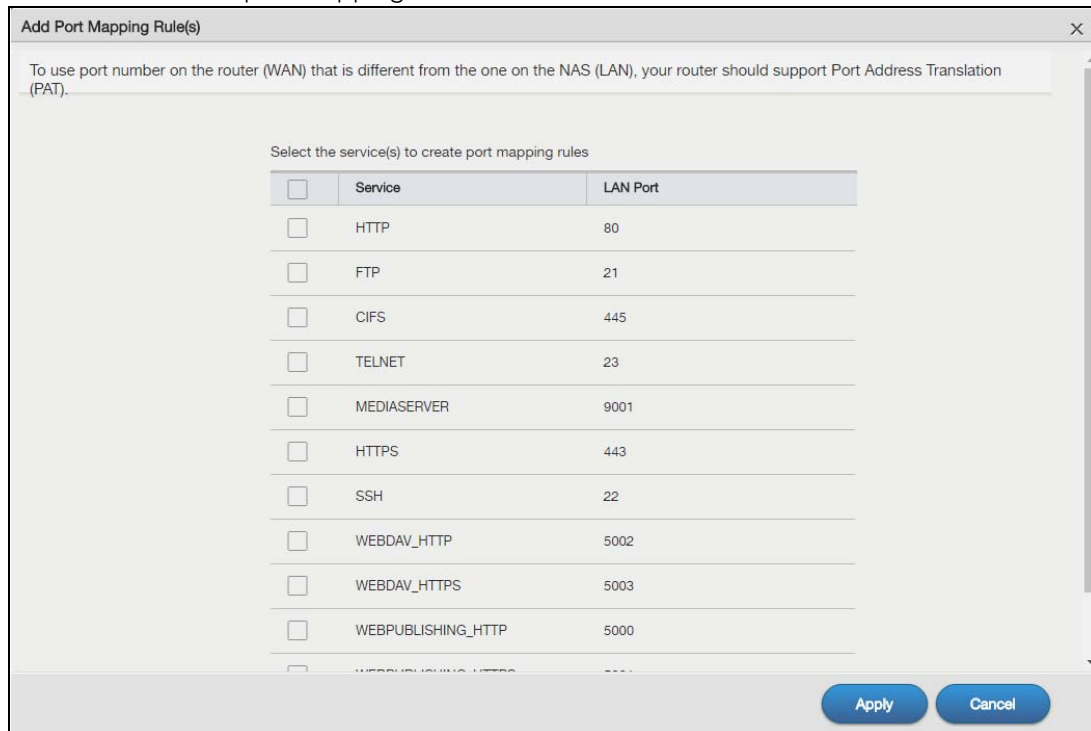 Add Port Mapping Rule(s)
To use port number on the router (WAN) that is different from the one on the NAS (LAN), your router should support Port Address Translation
(PAT).
Select the service(s) to create port mapping rules
Service LAN Port
HTTP 80
FTP 21
CIFS 445
TELNET 23
MEDIASERVER 9001
HTTPS 443
SSH 22
WEBDAV_HTTP 5002
WEBDAV_HTTPS 5003
WEBPUBLISHING_HTTP 5000
Apply Cancel